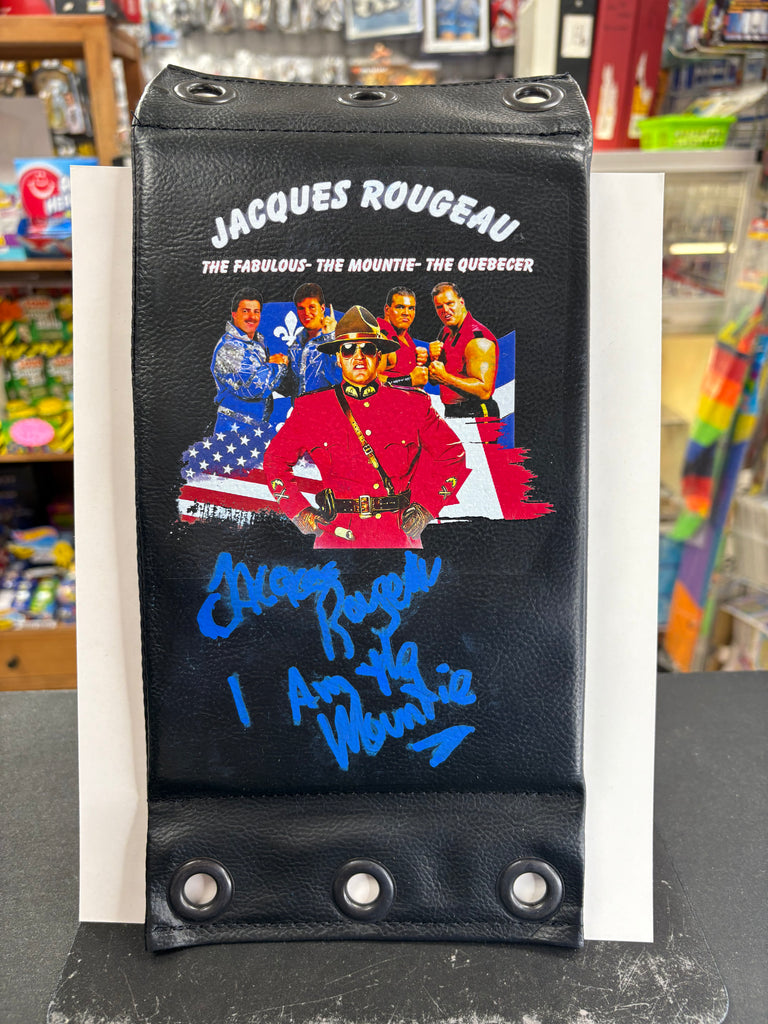 JACQUES ROUGEAU
THE FABULOUS- THE MOUNTIE- THE QUEBECER
Jacques
Rougeau
I Am the
Mountie